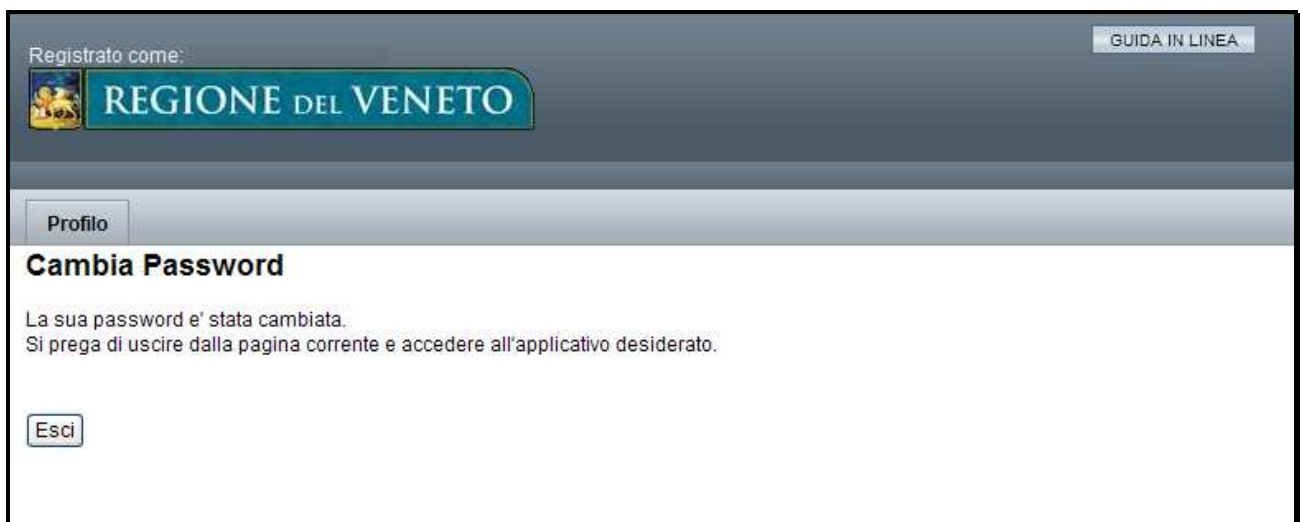 Registrato come:
GUIDA IN LINEA
REGIONE DEL VENETO
Profilo
Cambia Password
La sua password e' stata cambiata.
Si prega di uscire dalla pagina corrente e accedere all'applicativo desiderato.
Esci